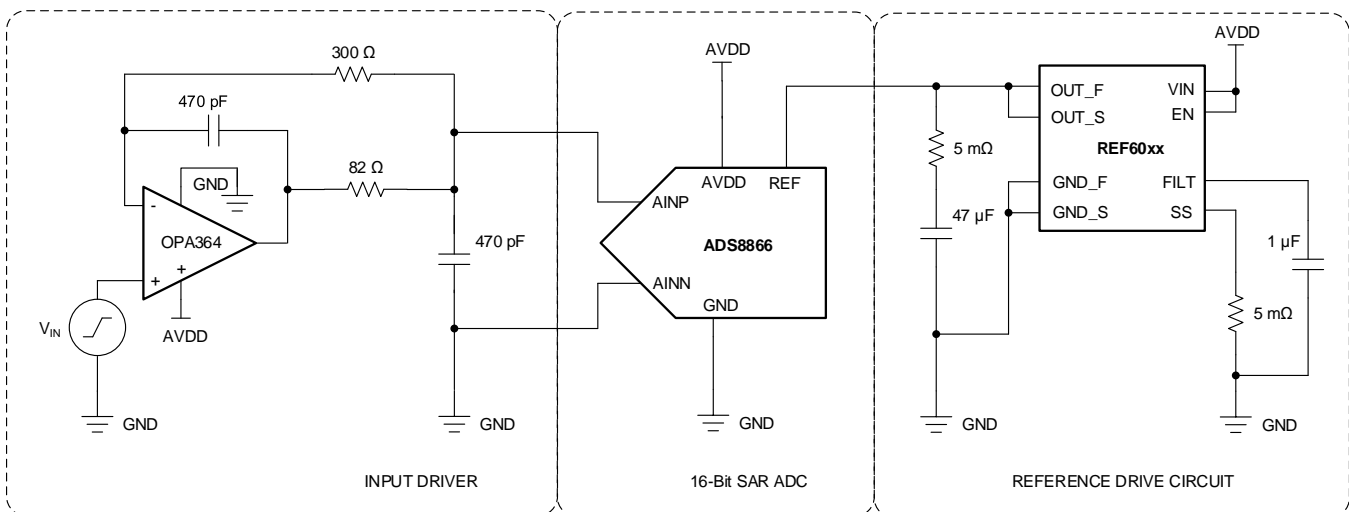 300 Ω
470 pF
GND
82 Ω
-
OPA364
+
+
V_IN
AVDD
470 pF
GND
GND
INPUT DRIVER
AVDD
AVDD
REF
AINP
ADS8866
AINN
GND
GND
16-Bit SAR ADC
AVDD
OUT_F
VIN
OUT_S
EN
REF60xx
5 mΩ
GND_F
FILT
GND_S
SS
47 µF
1 µF
5 mΩ
GND
GND
REFERENCE DRIVE CIRCUIT